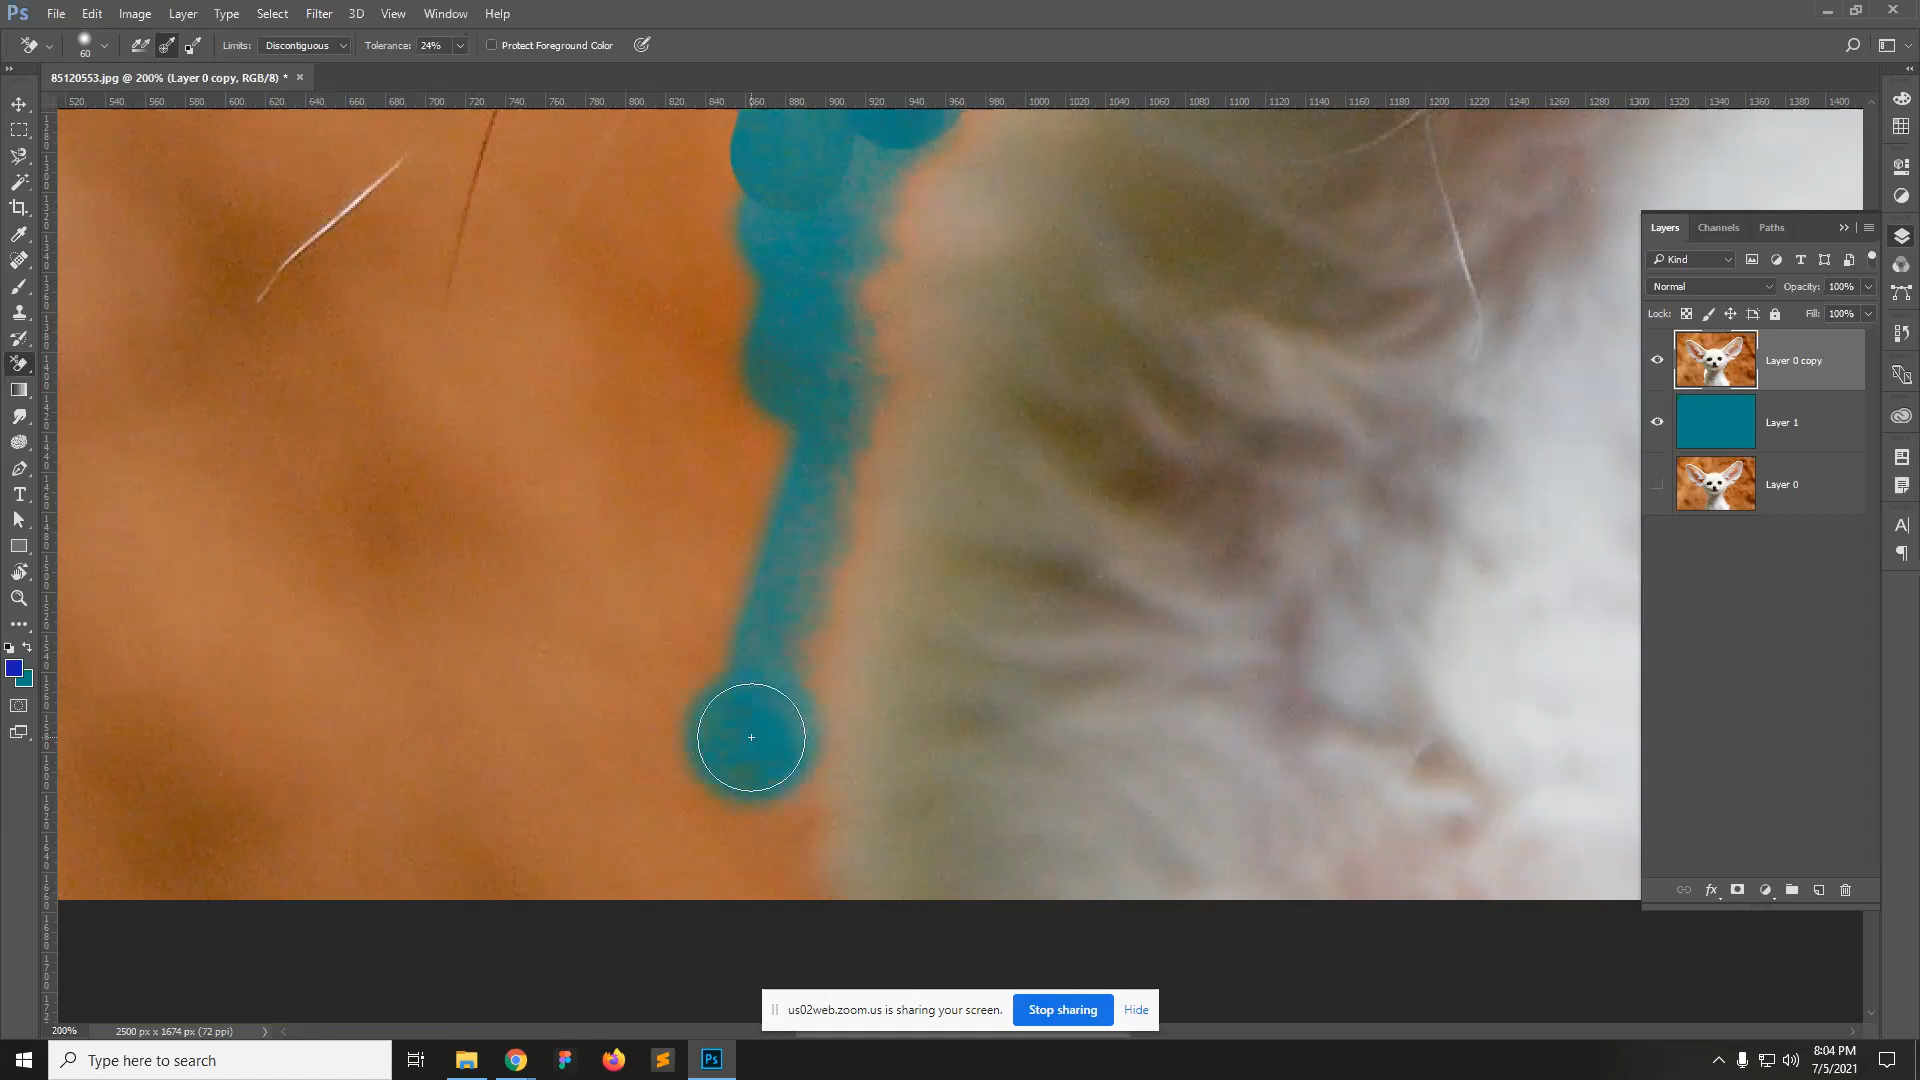 Ps File Edit Image Layer Type Select Filter 3D View Window Help
60 Limits: Discontiguous Tolerance: 24% Protect Foreground Color
85120553.jpg @ 200% (Layer 0 copy, RGB/8) * ×
520 540 560 580 600 620 640 660 680 700 720 740 760 780 800 820 840 860 880 900 920 940 960 980 1000 1020 1040 1060 1080 1100 1120 1140 1160 1180 1200 1220 1240 1260 1280 1300 1320 1340 1360 1380 1400
Layers Channels Paths
Kind
Normal Opacity: 100%
Lock: Fill: 100%
Layer 0 copy
Layer 1
Layer 0
us02web.zoom.us is sharing your screen. Stop sharing Hide
200% 2500 px x 1674 px (72 ppi)
Type here to search
Ps
8:04 PM
7/5/2021